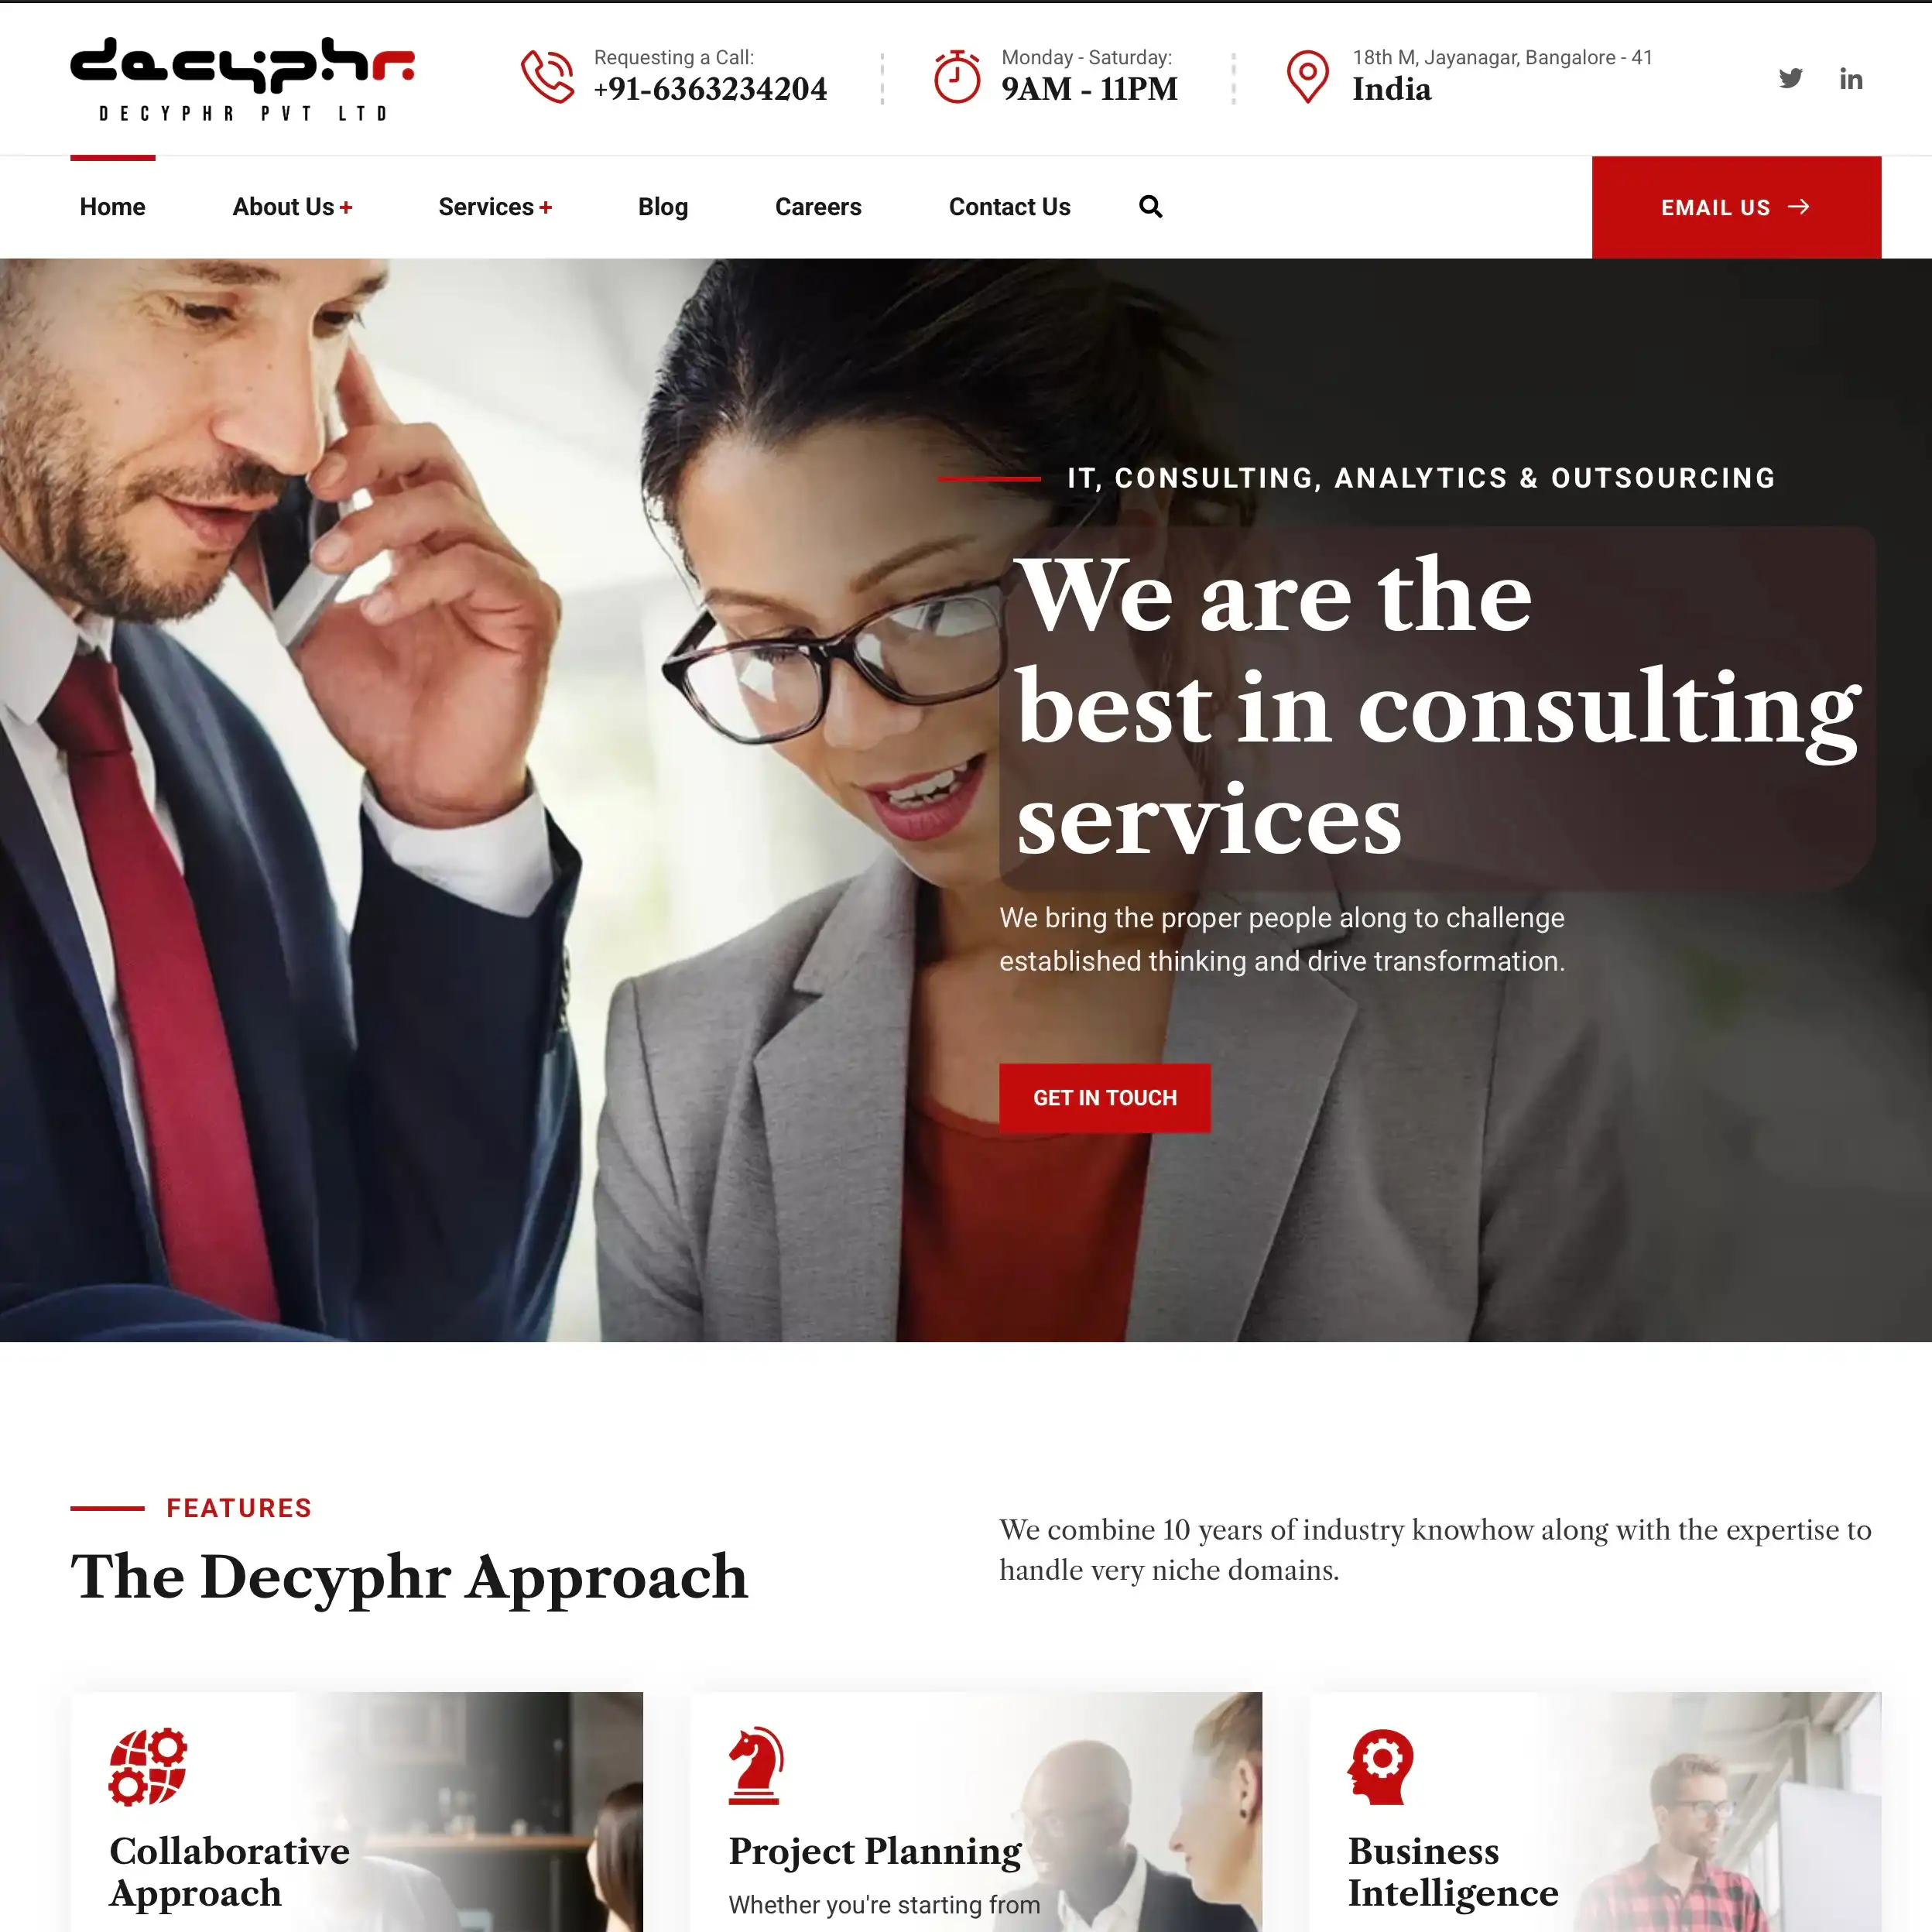 decyphr
DECYPHR PVT LTD
Requesting a Call:
+91-6363234204
Monday - Saturday:
9AM - 11PM
18th M, Jayanagar, Bangalore - 41
India
Home
About Us+
Services+
Blog
Careers
Contact Us
EMAIL US →
IT, CONSULTING, ANALYTICS & OUTSOURCING
We are the
best in consulting
services
We bring the proper people along to challenge
established thinking and drive transformation.
GET IN TOUCH
FEATURES
The Decyphr Approach
We combine 10 years of industry knowhow along with the expertise to
handle very niche domains.
Collaborative
Approach
Project Planning
Whether you're starting from
Business
Intelligence